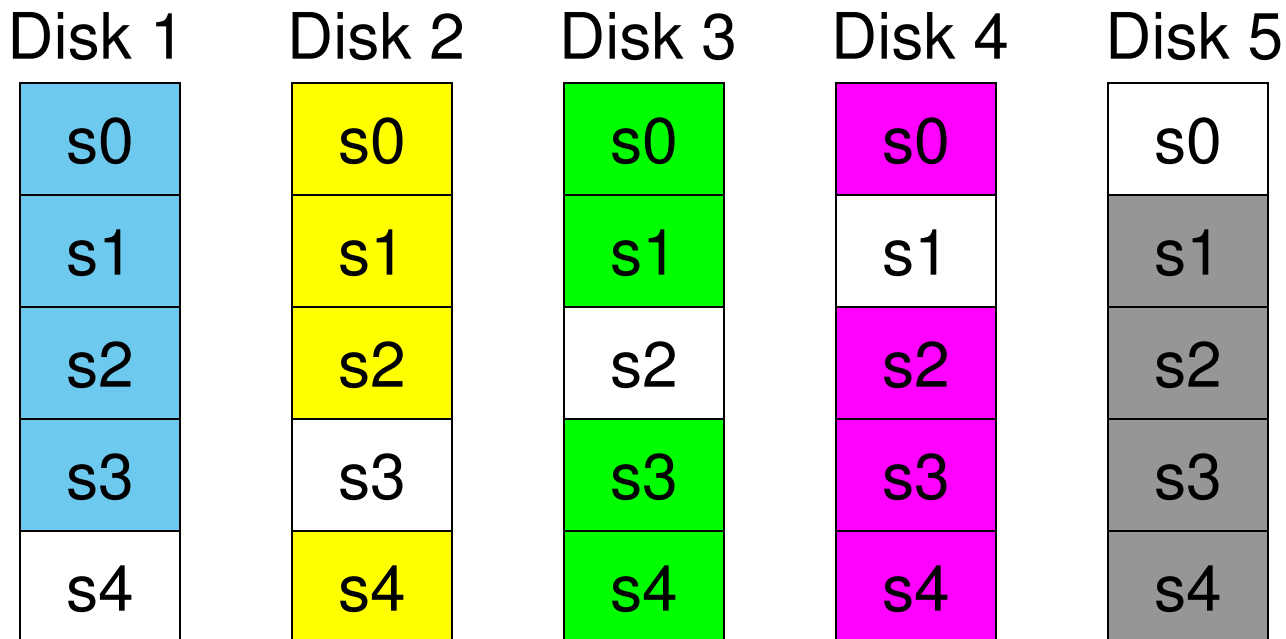 Disk 1 Disk 2 Disk 3 Disk 4 Disk 5
s0 s0 s0 s0 s0
s1 s1 s1 s1 s1
s2 s2 s2 s2 s2
s3 s3 s3 s3 s3
s4 s4 s4 s4 s4